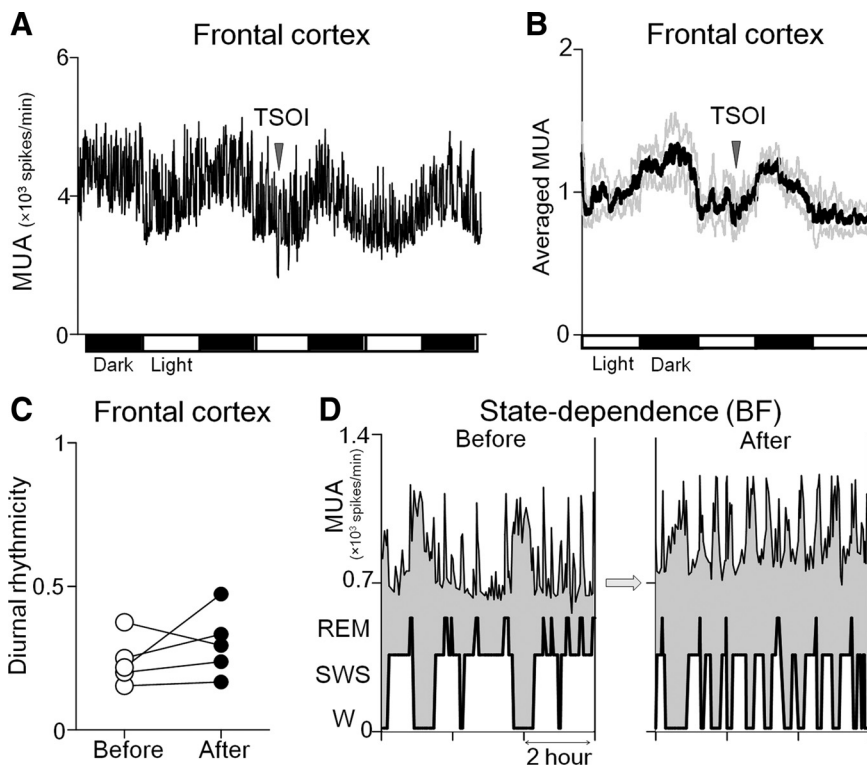 A
Frontal cortex
MUA (×10³ spikes/min)
6
4
0
TSOI
Dark
Light
B
Frontal cortex
Averaged MUA
2
1
0
TSOI
Light
Dark
C
Frontal cortex
Diurnal rhythmicity
1
0.5
0
Before
After
D
State-dependence (BF)
Before
After
MUA
(×10³ spikes/min)
1.4
0.7
REM
SWS
W
0
2 hour